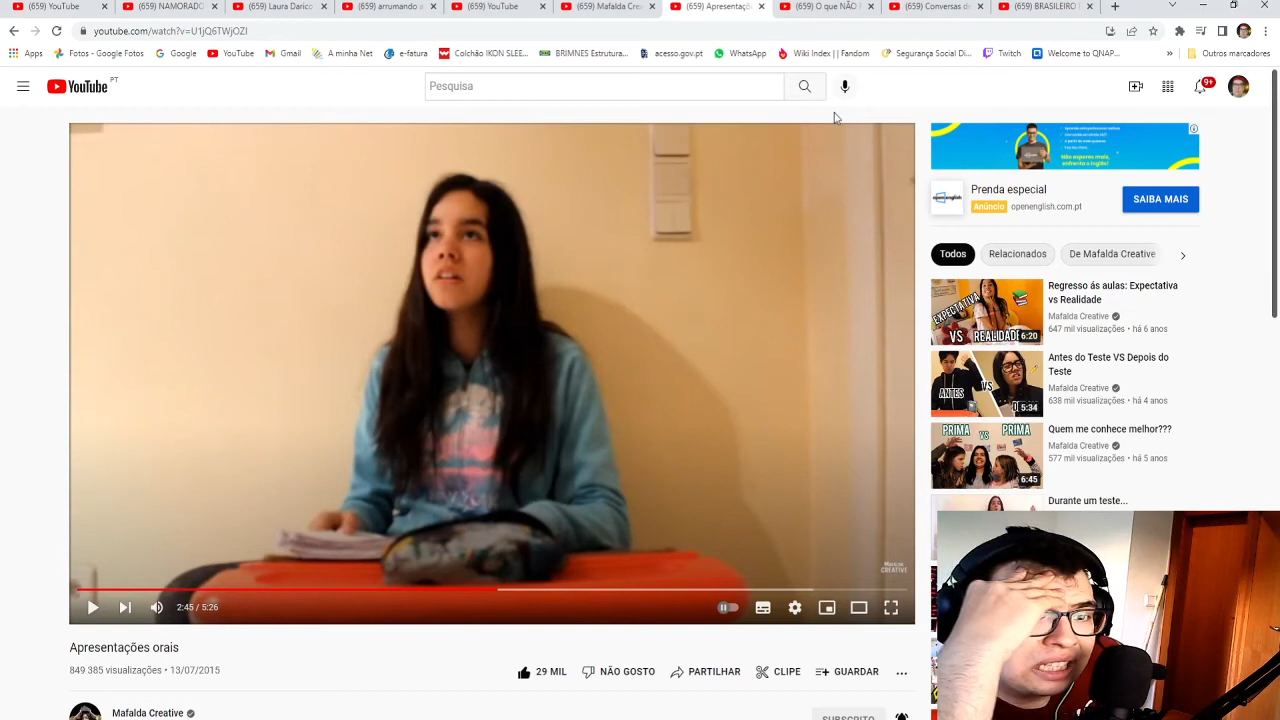 (659) YouTube
(659) NAMORADO
(659) Laura Darico
(659) arrumando a
(659) YouTube
(659) Mafalda Cre
(659) Apresentaçõ
(659) O que NÃO F
(659) Conversas de
(659) BRASILEIRO
youtube.com/watch?v=U1jQ6TWjOZI
Apps
Fotos - Google Fotos
Google
YouTube
Gmail
A minha Net
e-fatura
Colchão IKON SLEE...
BRIMNES Estrutura...
acesso.gov.pt
WhatsApp
Wiki Index || Fandom
Segurança Social Di...
Twitch
Welcome to QNAP...
»
Outros marcadores
YouTube PT
Pesquisa
9+
Não esperes mais,
enfrenta o inglês!
Prenda especial
Anúncio openenglish.com.pt
SAIBA MAIS
Todos
Relacionados
De Mafalda Creative
EXPECTATIVA
VS REALIDADE
6:20
Regresso ás aulas: Expectativa
vs Realidade
Mafalda Creative
647 mil visualizações • há 6 anos
ANTES
VS
5:34
Antes do Teste VS Depois do
Teste
Mafalda Creative
638 mil visualizações • há 4 anos
PRIMA VS PRIMA
6:45
Quem me conhece melhor???
Mafalda Creative
577 mil visualizações • há 5 anos
Durante um teste...
MAFALDA
CREATIVE
2:45 / 5:26
Apresentações orais
849 385 visualizações • 13/07/2015
29 MIL
NÃO GOSTO
PARTILHAR
CLIPE
GUARDAR
...
Mafalda Creative
SUBSCRITO